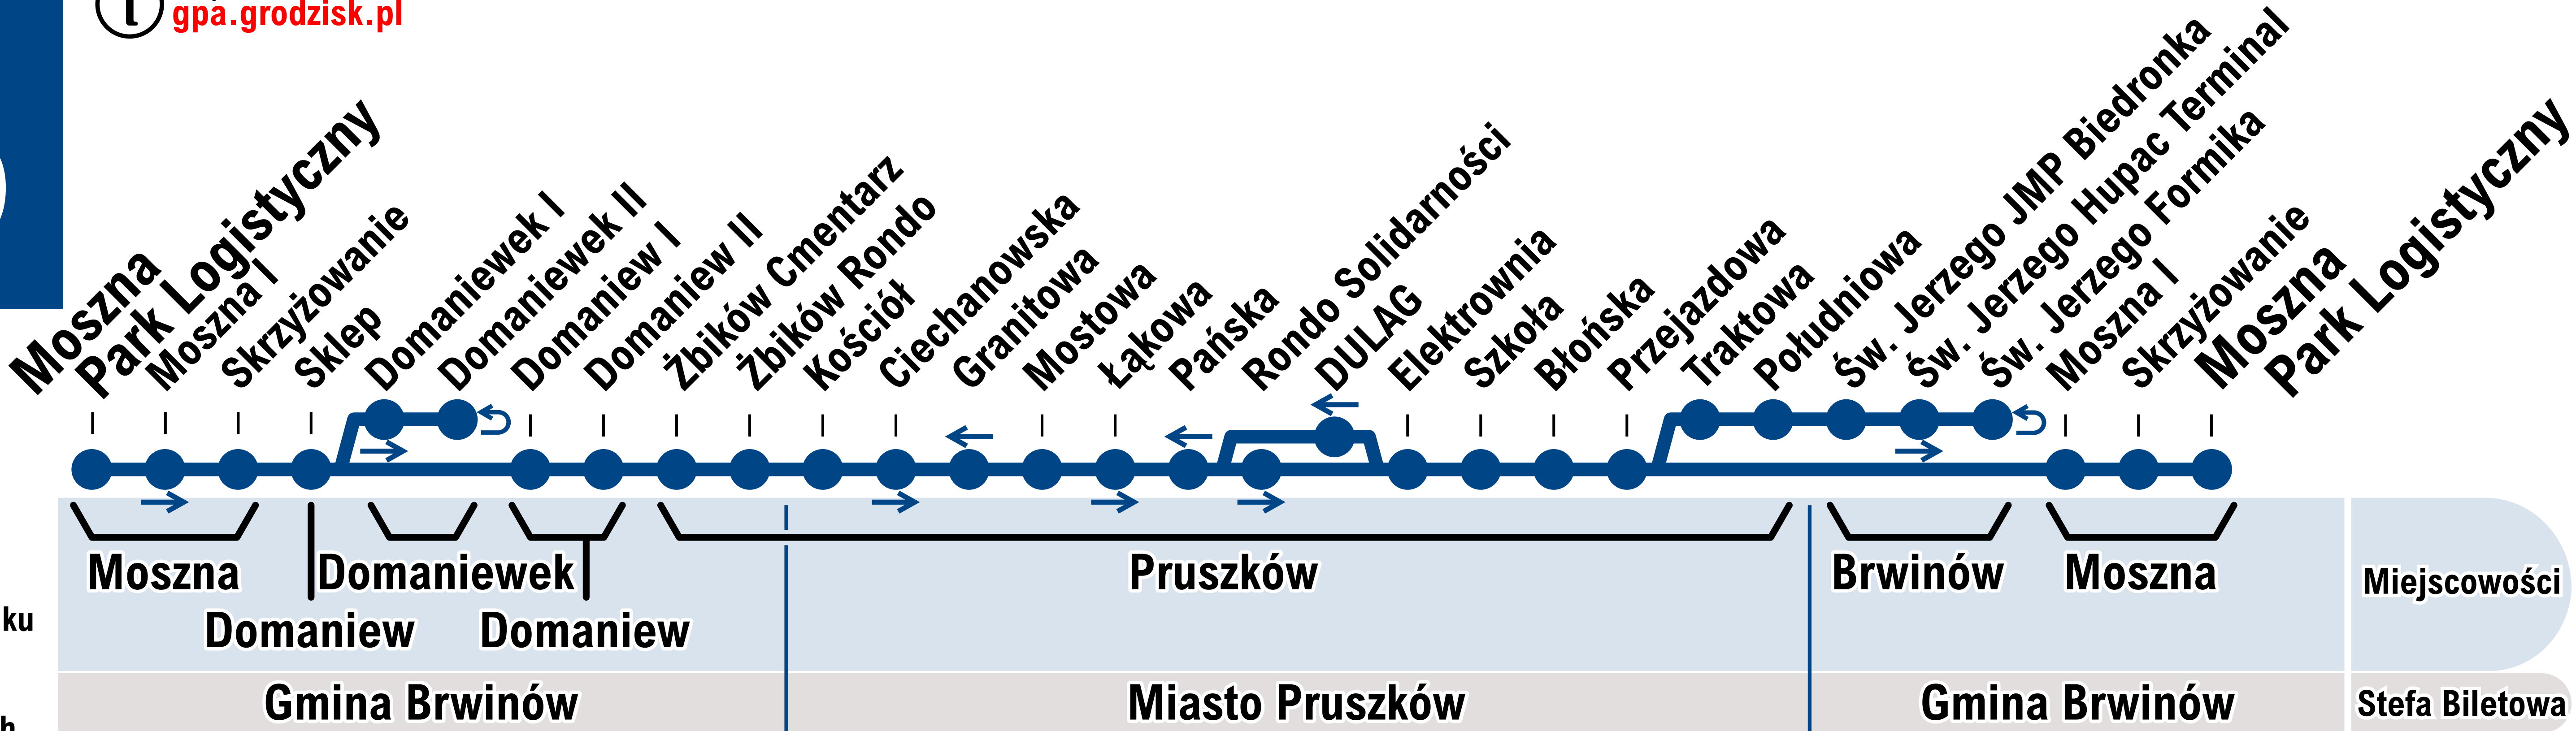 gpa.grodzisk.pl
Moszna
Park Logistyczny
Moszna I
Skrzyżowanie
Sklep
Domaniewek I
Domaniewek II
Domaniew I
Domaniew II
Żbików Cmentarz
Żbików Rondo
Kościół
Ciechanowska
Granitowa
Mostowa
Łąkowa
Pańska
Rondo Solidarności
DULAG
Elektrownia
Szkoła
Błońska
Przejazdowa
Traktowa
Południowa
Św. Jerzego JMP Biedronka
Św. Jerzego Hupac Terminal
Św. Jerzego Formika
Moszna I
Skrzyżowanie
Moszna
Park Logistyczny
Moszna
Domaniewek
Pruszków
Brwinów
Moszna
Miejscowości
ku
Domaniew
Domaniew
Gmina Brwinów
Miasto Pruszków
Gmina Brwinów
Stefa Biletowa